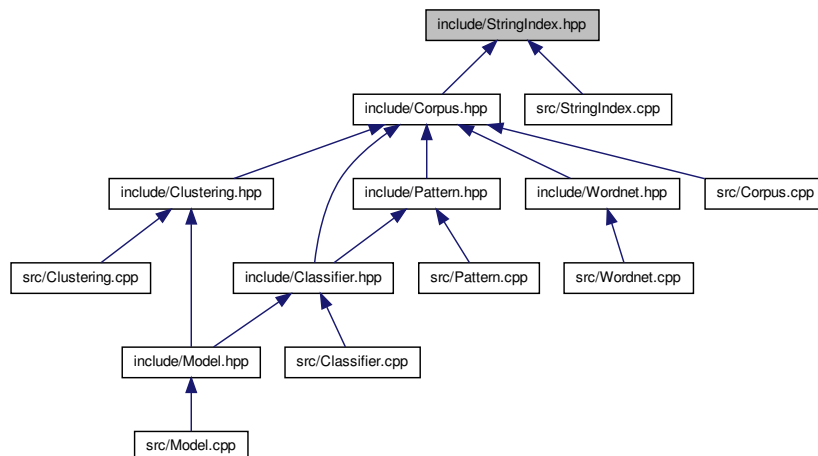 include/StringIndex.hpp
include/Corpus.hpp
src/StringIndex.cpp
include/Clustering.hpp
include/Pattern.hpp
include/Wordnet.hpp
src/Corpus.cpp
src/Clustering.cpp
include/Classifier.hpp
src/Pattern.cpp
src/Wordnet.cpp
include/Model.hpp
src/Classifier.cpp
src/Model.cpp